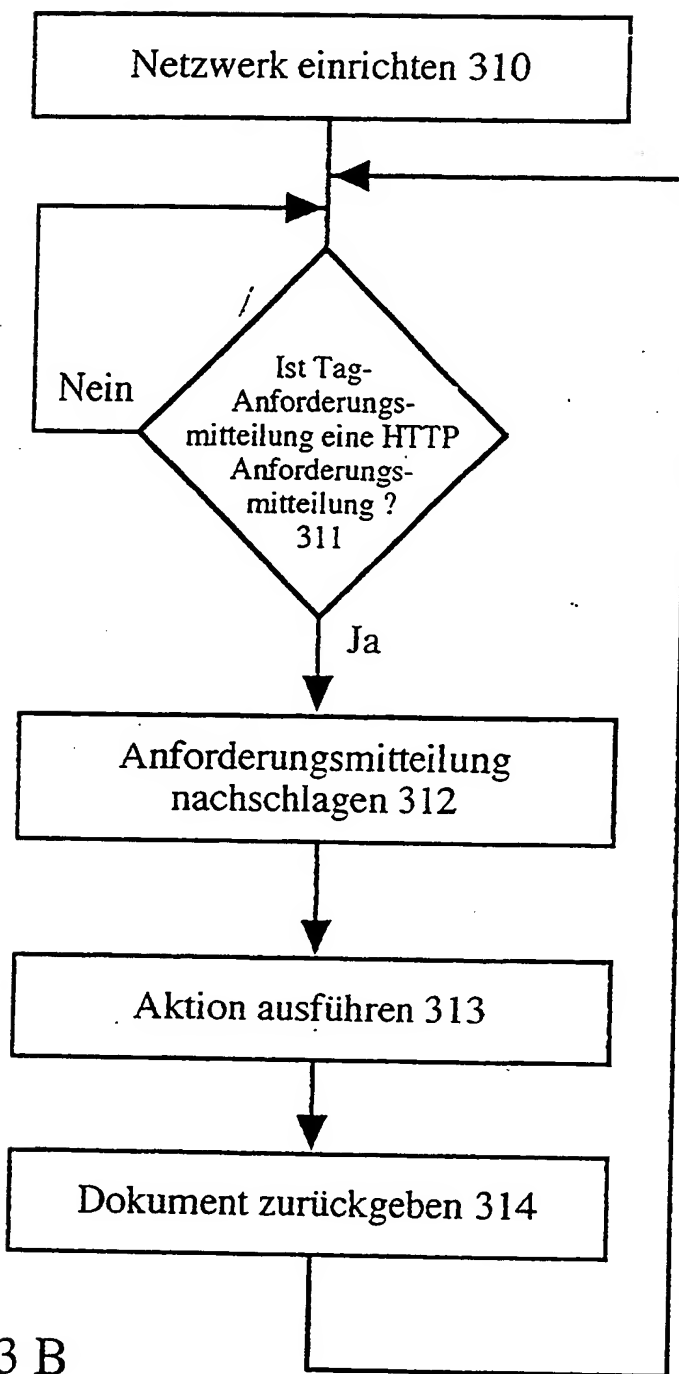 Netzwerk einrichten 310
Nein
Ist Tag-
Anforderungs-
mitteilung eine HTTP
Anforderungs-
mitteilung ?
311
Ja
Anforderungsmitteilung
nachschlagen 312
Aktion ausführen 313
Dokument zurückgeben 314
3 B